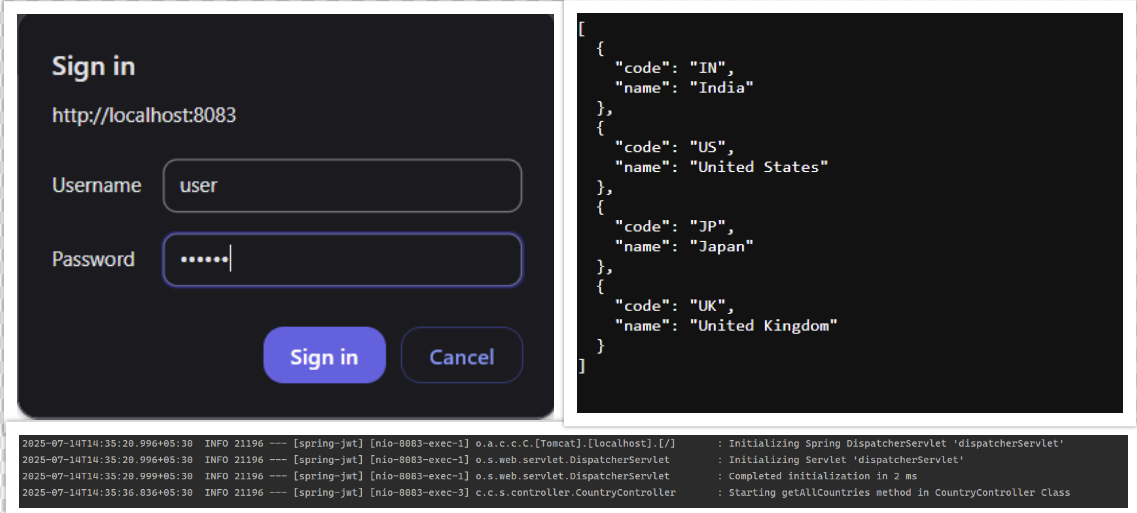 Sign in
http://localhost:8083
Username user
Password ••••••
Sign in Cancel
[
  {
    "code": "IN",
    "name": "India"
  },
  {
    "code": "US",
    "name": "United States"
  },
  {
    "code": "JP",
    "name": "Japan"
  },
  {
    "code": "UK",
    "name": "United Kingdom"
  }
]
2025-07-14T14:35:20.996+05:30  INFO 21196 --- [spring-jwt] [nio-8083-exec-1] o.a.c.c.C.[Tomcat].[localhost].[/]       : Initializing Spring DispatcherServlet 'dispatcherServlet'
2025-07-14T14:35:20.996+05:30  INFO 21196 --- [spring-jwt] [nio-8083-exec-1] o.s.web.servlet.DispatcherServlet        : Initializing Servlet 'dispatcherServlet'
2025-07-14T14:35:20.999+05:30  INFO 21196 --- [spring-jwt] [nio-8083-exec-1] o.s.web.servlet.DispatcherServlet        : Completed initialization in 2 ms
2025-07-14T14:35:36.836+05:30  INFO 21196 --- [spring-jwt] [nio-8083-exec-3] c.c.s.controller.CountryController       : Starting getAllCountries method in CountryController Class